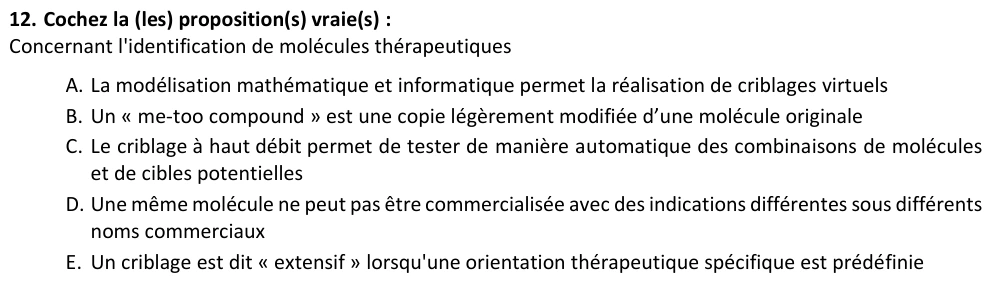 12. Cochez la (les) proposition(s) vraie(s) :
Concernant l'identification de molécules thérapeutiques
A. La modélisation mathématique et informatique permet la réalisation de criblages virtuels
B. Un « me-too compound » est une copie légèrement modifiée d’une molécule originale
C. Le criblage à haut débit permet de tester de manière automatique des combinaisons de molécules
et de cibles potentielles
D. Une même molécule ne peut pas être commercialisée avec des indications différentes sous différents
noms commerciaux
E. Un criblage est dit « extensif » lorsqu'une orientation thérapeutique spécifique est prédéfinie